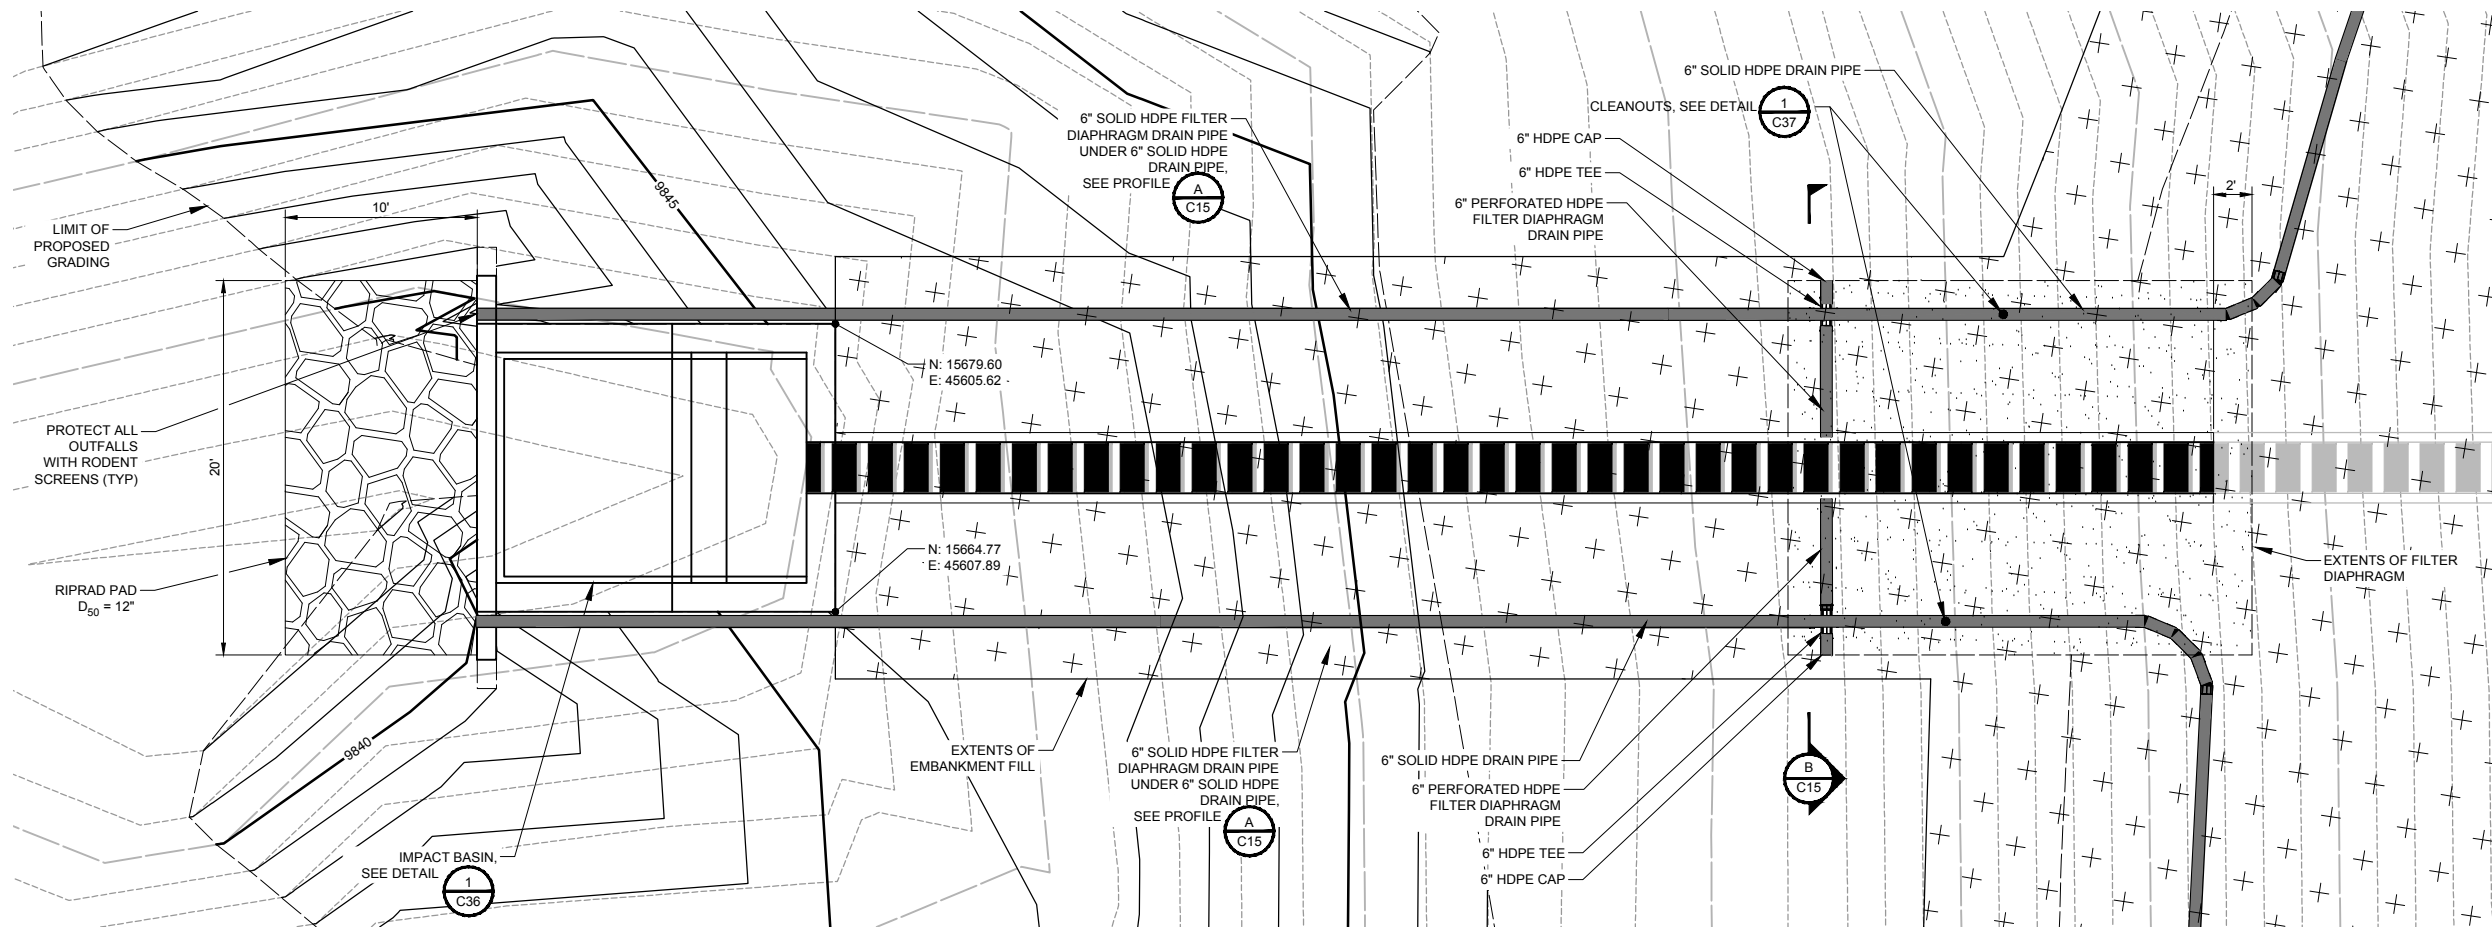 6" SOLID HDPE DRAIN PIPE
CLEANOUTS, SEE DETAIL
1
C37
6" SOLID HDPE FILTER
DIAPHRAGM DRAIN PIPE
UNDER 6" SOLID HDPE
DRAIN PIPE,
SEE PROFILE
A
C15
6" HDPE CAP
6" HDPE TEE
6" PERFORATED HDPE
FILTER DIAPHRAGM
DRAIN PIPE
2'
9845
10'
LIMIT OF
PROPOSED
GRADING
N: 15679.60
E: 45605.62
PROTECT ALL
OUTFALLS
WITH RODENT
SCREENS (TYP)
20'
N: 15664.77
E: 45607.89
EXTENTS OF FILTER
DIAPHRAGM
RIPRAP PAD
D50 = 12"
9840
EXTENTS OF
EMBANKMENT FILL
6" SOLID HDPE FILTER
DIAPHRAGM DRAIN PIPE
UNDER 6" SOLID HDPE
DRAIN PIPE,
SEE PROFILE
A
C15
6" SOLID HDPE DRAIN PIPE
6" PERFORATED HDPE
FILTER DIAPHRAGM
DRAIN PIPE
B
C15
6" HDPE TEE
6" HDPE CAP
IMPACT BASIN,
SEE DETAIL
1
C36